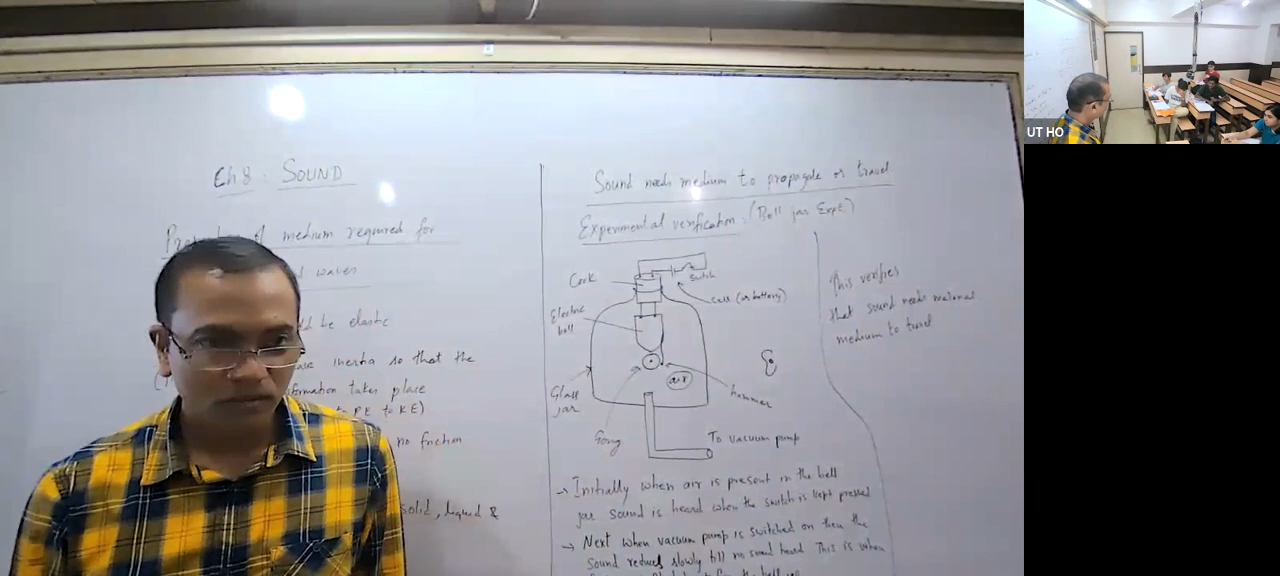 Ch 8 : SOUND
of medium required for
waves
be elastic
inertia so that the
takes place
PE to KE)
no friction
solid, liquid &
Sound needs medium to propagate or travel
Experimental verification : (Bell jar Expt)
Cork
Switch
Cell (or battery)
Electric
bell
air
Glass
jar
hammer
Gong
To vacuum pump
→ Initially when air is present in the bell
jar sound is heard when the switch is kept pressed
→ Next when vacuum pump is switched on then the
sound reduces slowly till no sound heard This is when
This verifies
that sound needs material
medium to travel
UT HO